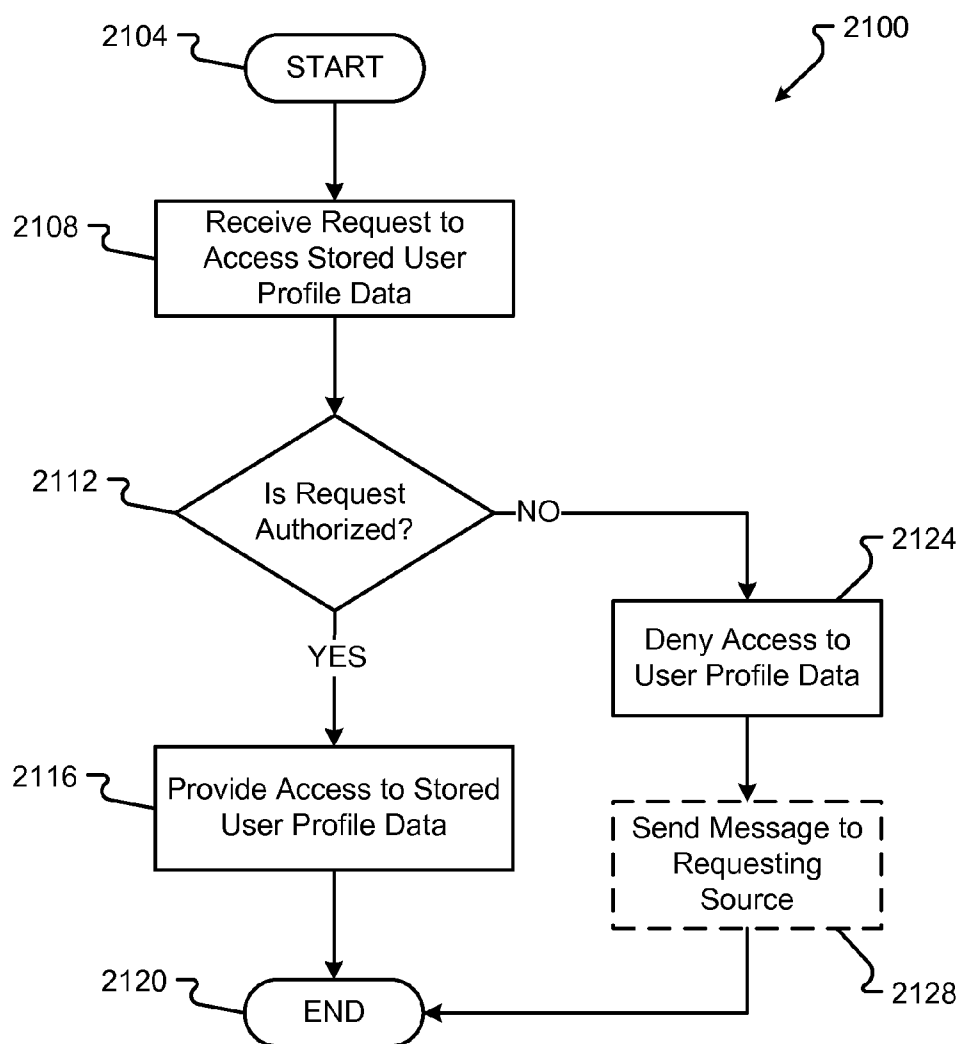 2100
2104
START
2108
Receive Request to
Access Stored User
Profile Data
2112
Is Request
Authorized?
NO
YES
2124
Deny Access to
User Profile Data
2116
Provide Access to Stored
User Profile Data
Send Message to
Requesting
Source
2128
2120
END